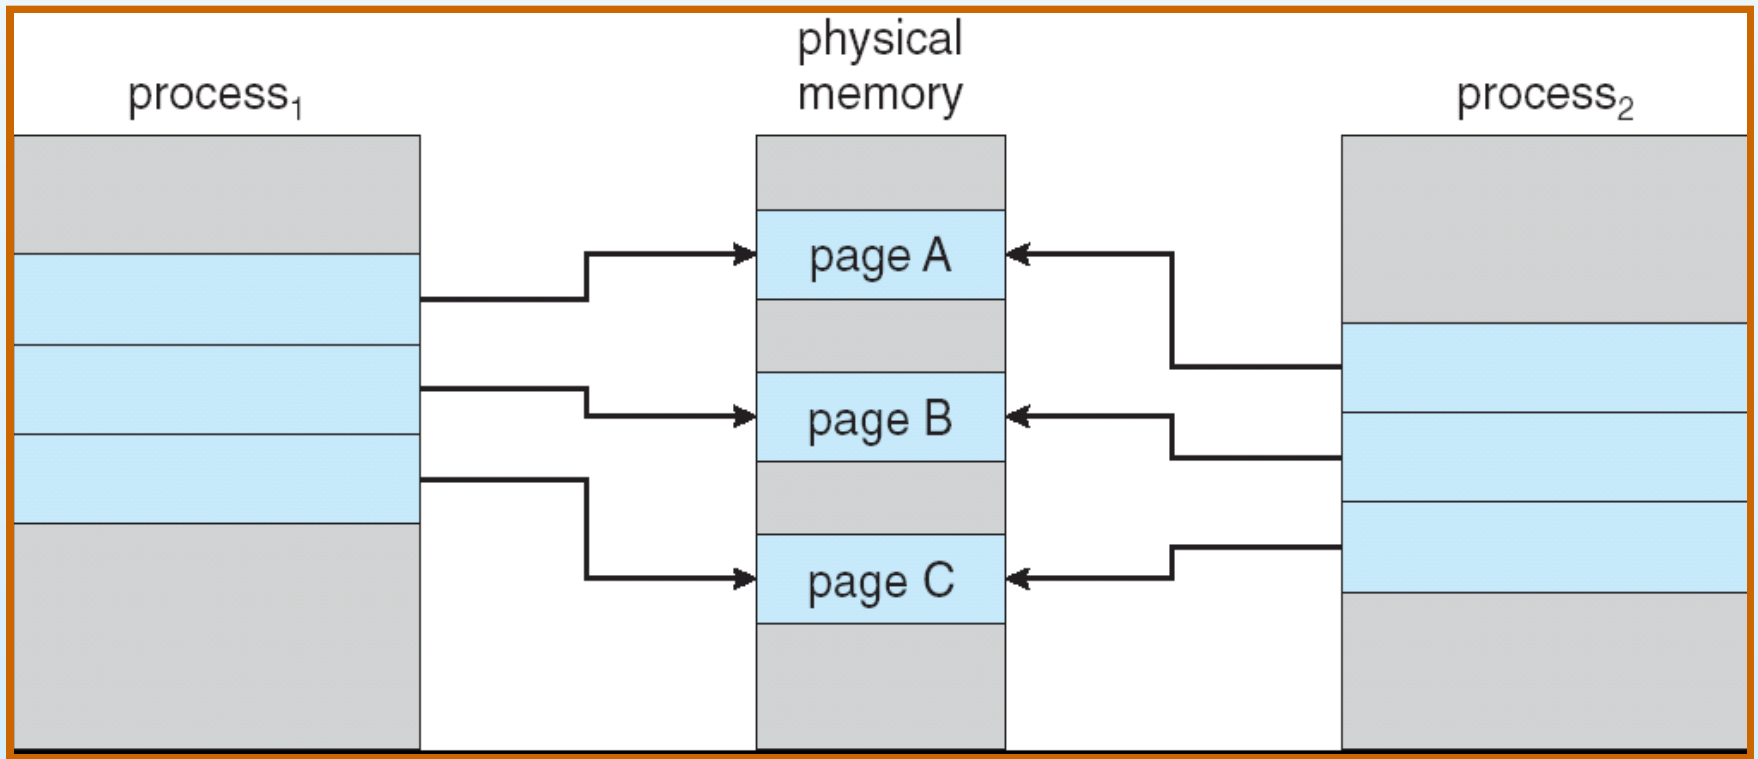 process₁
physical
memory
process₂
page A
page B
page C